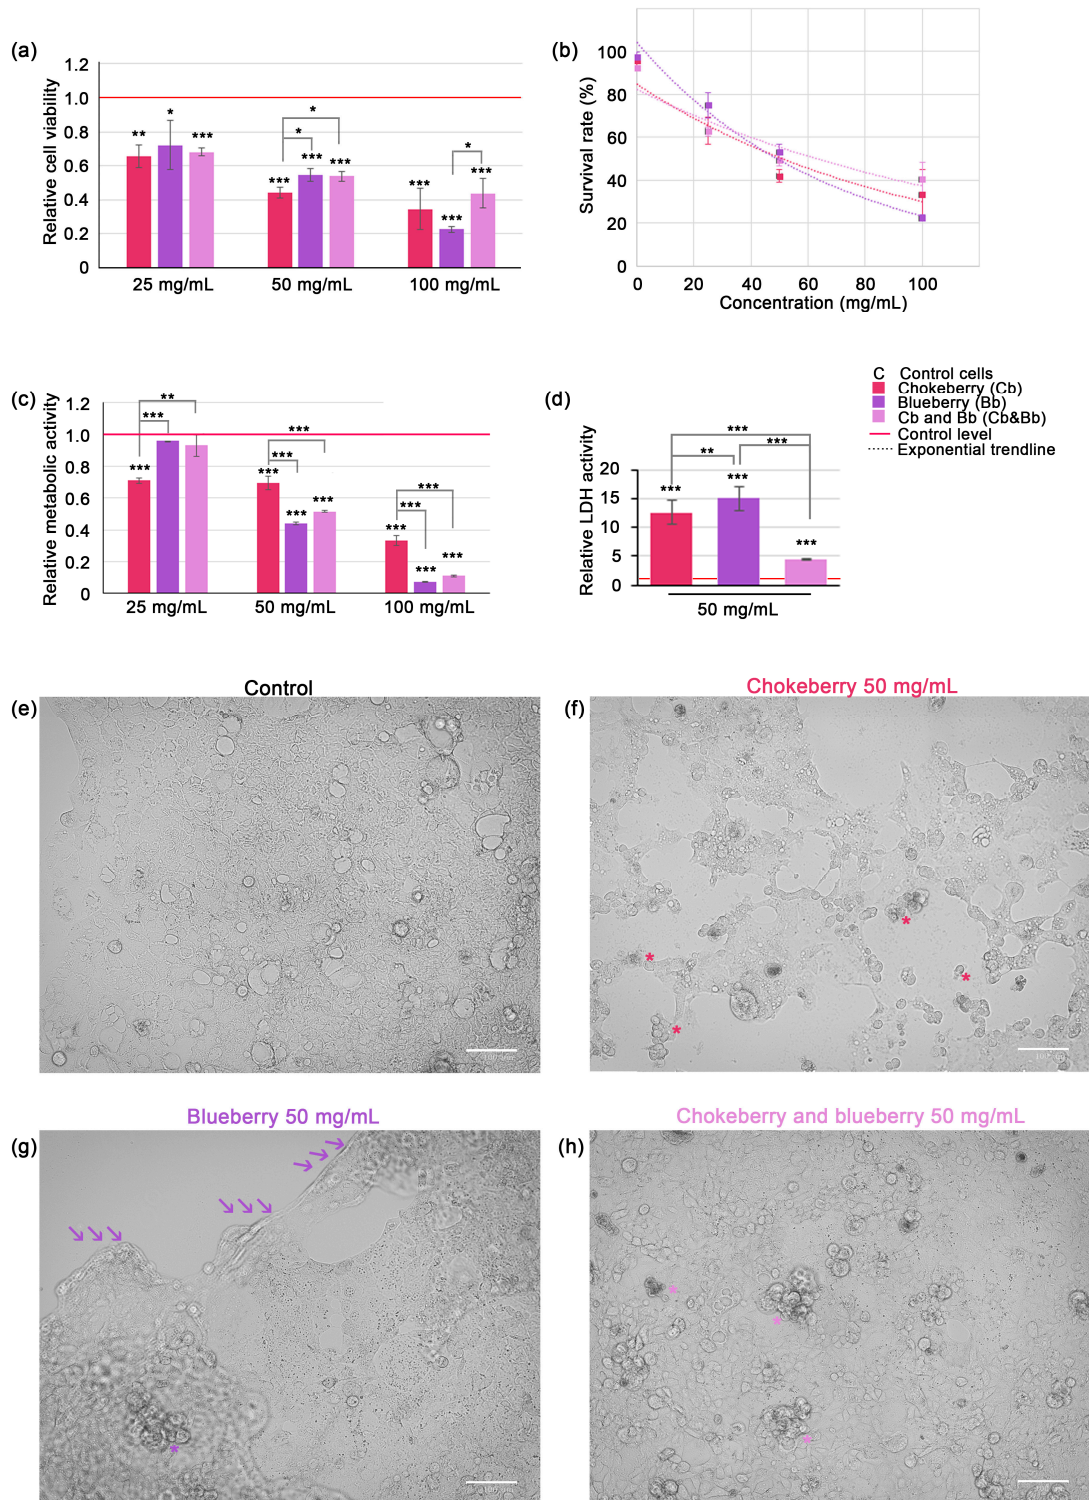 (a)
Relative cell viability
1.2
1.0
0.8
0.6
0.4
0.2
0
** * ***
*** *** *** * *
*** *** *** *
25 mg/mL 50 mg/mL 100 mg/mL
(b)
Survival rate (%)
100
80
60
40
20
0
0 20 40 60 80 100
Concentration (mg/mL)
C Control cells
Chokeberry (Cb)
Blueberry (Bb)
Cb and Bb (Cb&Bb)
Control level
Exponential trendline
(c)
Relative metabolic activity
1.2
1.0
0.8
0.6
0.4
0.2
0
** *** ***
*** *** *** *** ***
*** *** *** *** ***
25 mg/mL 50 mg/mL 100 mg/mL
(d)
Relative LDH activity
20
15
10
5
0
*** ** ***
*** *** ***
50 mg/mL
Control
(e)
Chokeberry 50 mg/mL
(f)
* * * *
Blueberry 50 mg/mL
(g)
*
Chokeberry and blueberry 50 mg/mL
(h)
* * *